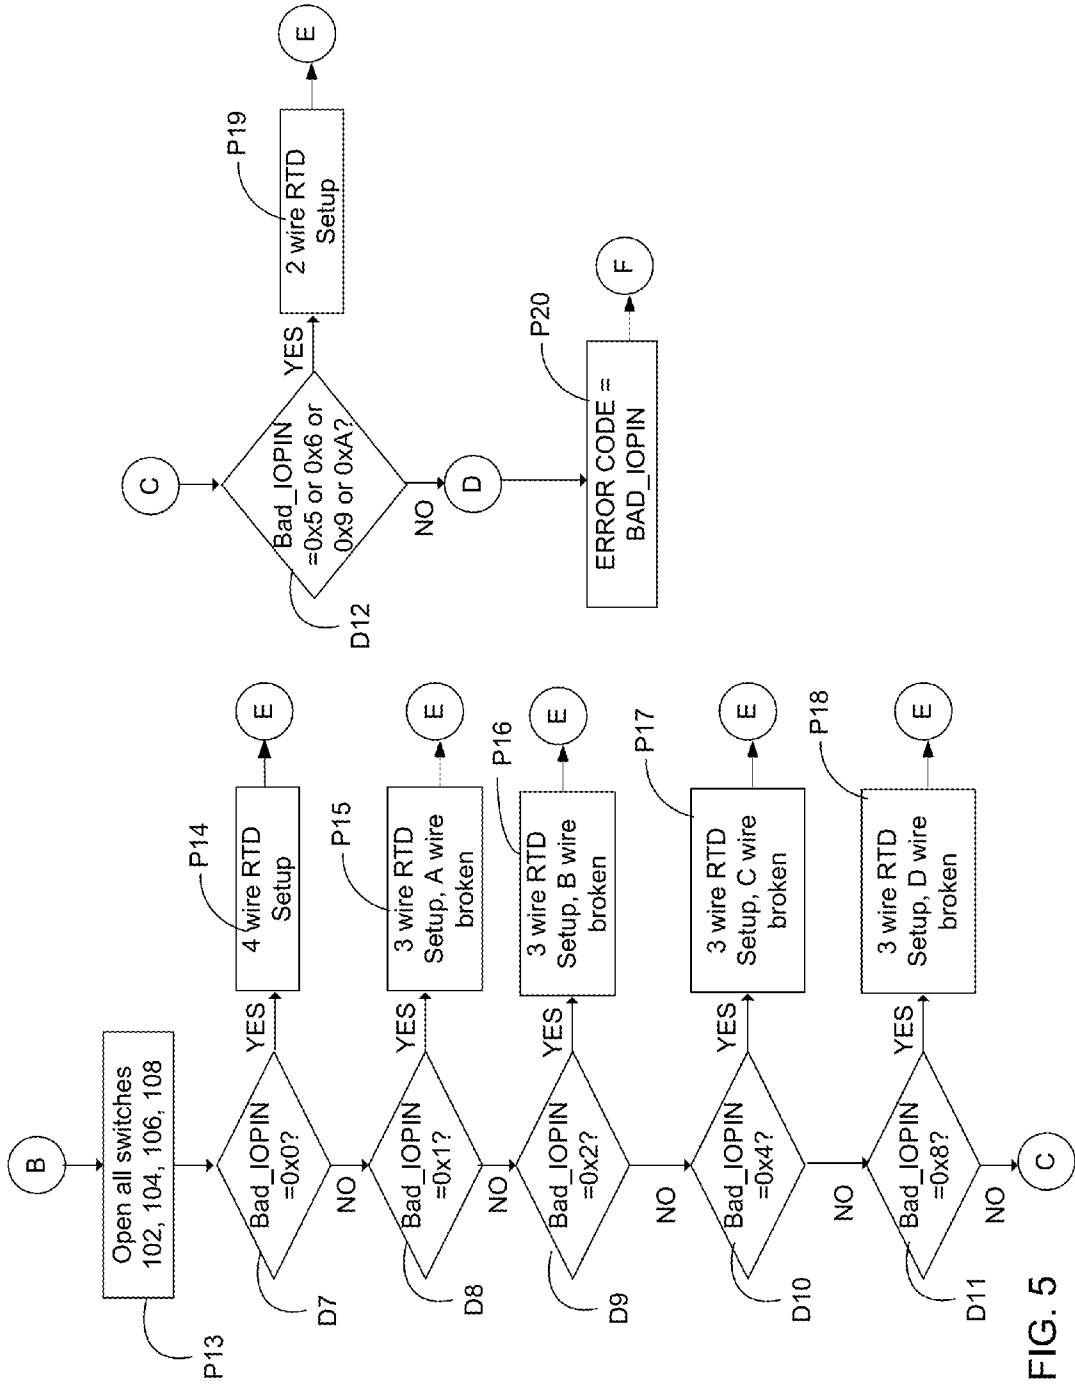 B
Open all switches
102, 104, 106, 108
P13
Bad_IOPIN
=0x0?
D7
YES
4 wire RTD
Setup
P14
E
NO
Bad_IOPIN
=0x1?
D8
YES
3 wire RTD
Setup, A wire
broken
P15
E
NO
Bad_IOPIN
=0x2?
D9
YES
3 wire RTD
Setup, B wire
broken
P16
E
NO
Bad_IOPIN
=0x4?
D10
YES
3 wire RTD
Setup, C wire
broken
P17
E
NO
Bad_IOPIN
=0x8?
D11
YES
3 wire RTD
Setup, D wire
broken
P18
E
NO
C
C
Bad_IOPIN
=0x5 or 0x6 or
0x9 or 0xA?
D12
YES
2 wire RTD
Setup
P19
E
NO
D
ERROR CODE =
BAD_IOPIN
P20
F
FIG. 5